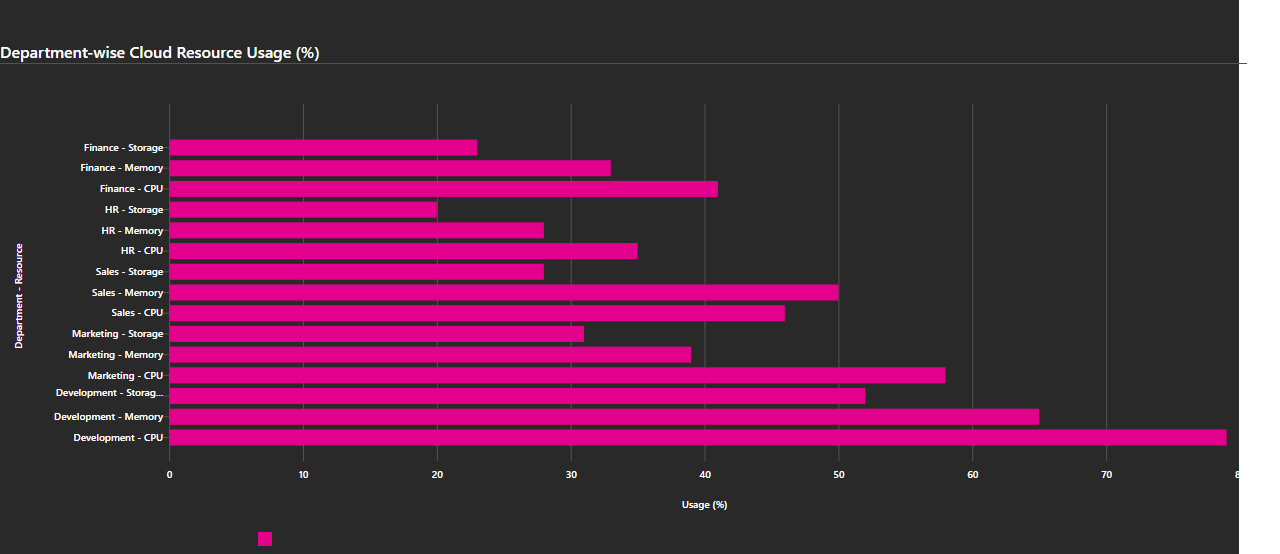 Department-wise Cloud Resource Usage (%)
Finance - Storage
Finance - Memory
Finance - CPU
HR - Storage
HR - Memory
HR - CPU
Sales - Storage
Sales - Memory
Sales - CPU
Marketing - Storage
Marketing - Memory
Marketing - CPU
Development - Storag...
Development - Memory
Development - CPU
Department - Resource
0 10 20 30 40 50 60 70
Usage (%)